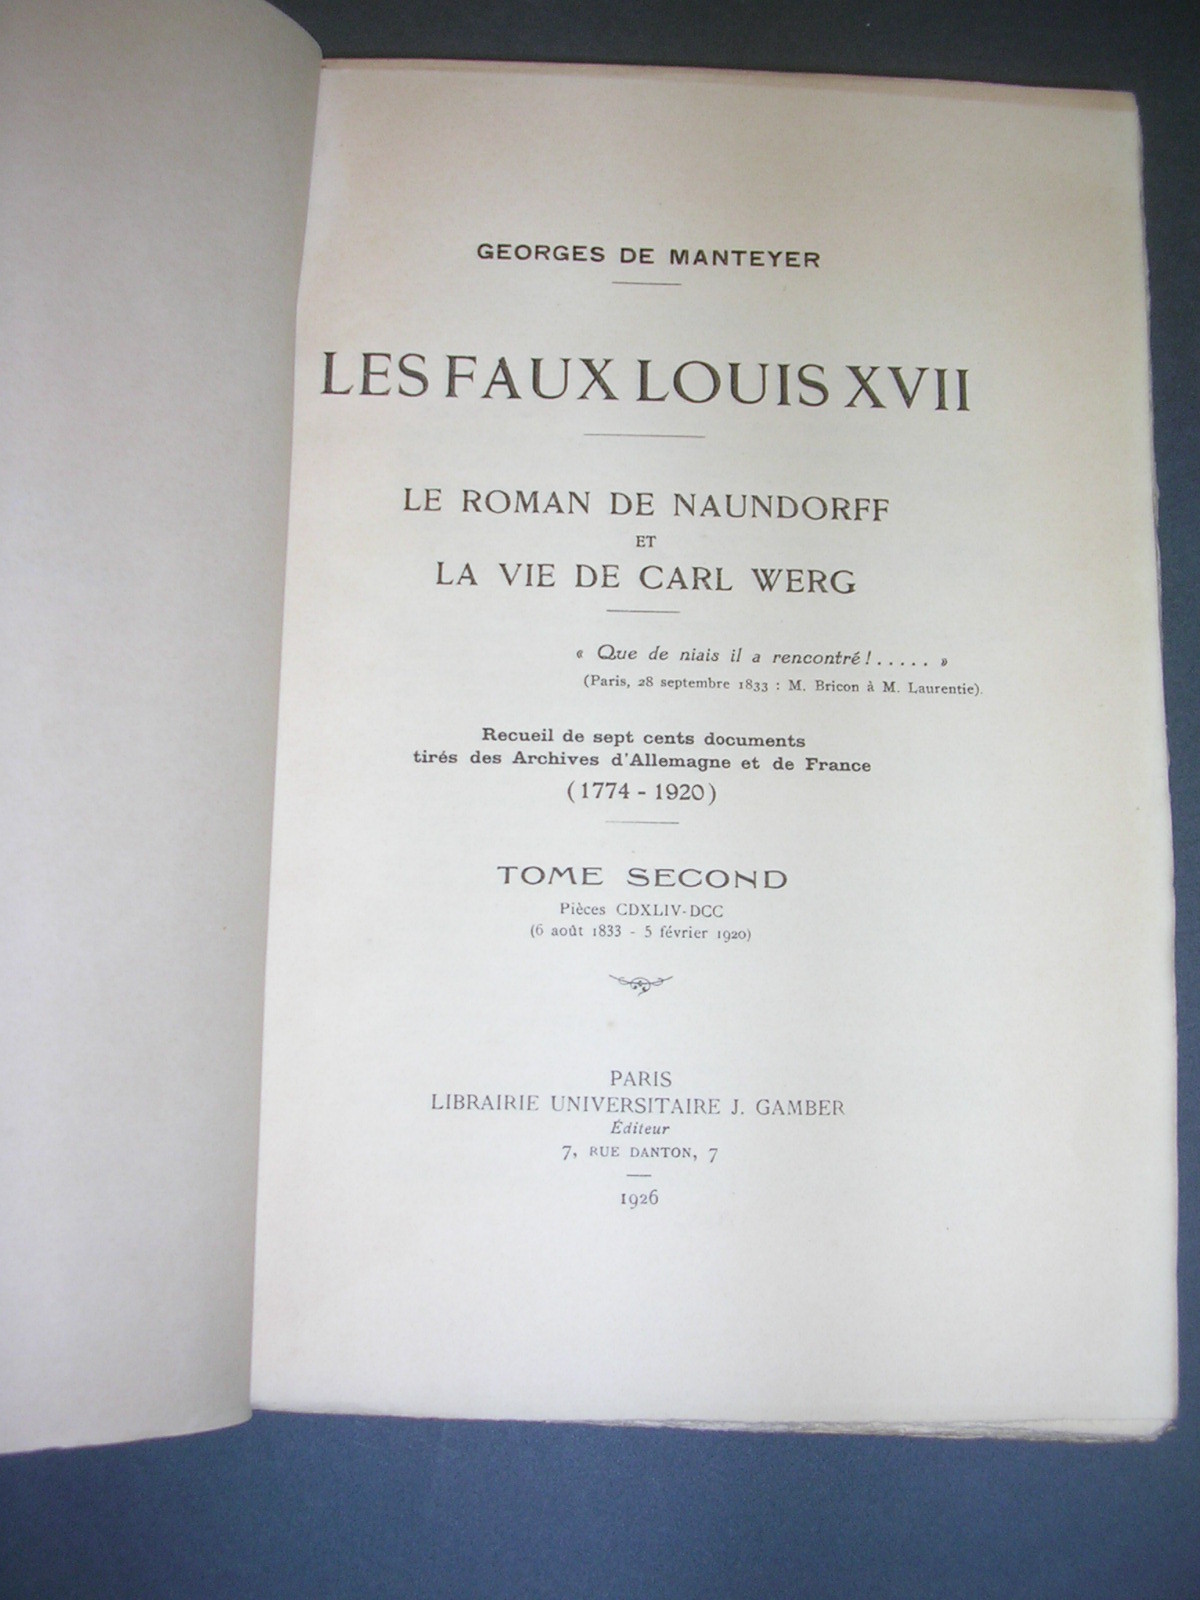 GEORGES DE MANTEYER
LES FAUX LOUIS XVII
LE ROMAN DE NAUNDORFF
ET
LA VIE DE CARL WERG
« Que de niais il a rencontré !..... »
(Paris, 28 septembre 1833 : M. Bricon à M. Laurentie).
Recueil de sept cents documents
tirés des Archives d'Allemagne et de France
(1774 - 1920)
TOME SECOND
Pièces CDXLIV-DCC
(6 août 1833 - 5 février 1920)
PARIS
LIBRAIRIE UNIVERSITAIRE J. GAMBER
Éditeur
7, RUE DANTON, 7
1926